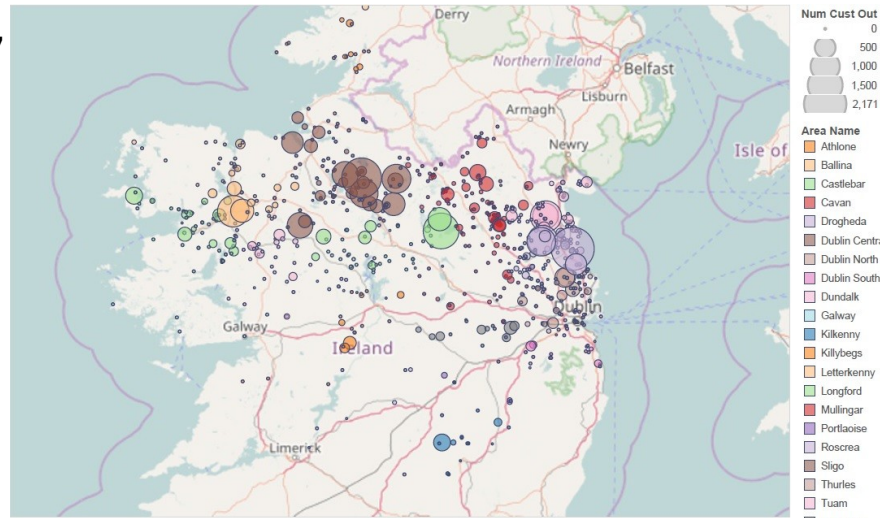 Derry
Northern Ireland
Belfast
Lisburn
Armagh
Newry
Isle of
Dublin
Galway
Ireland
Limerick
Num Cust Out
0
500
1,000
1,500
2,171
Area Name
Athlone
Ballina
Castlebar
Cavan
Drogheda
Dublin Centra
Dublin North
Dublin South
Dundalk
Galway
Kilkenny
Killybegs
Letterkenny
Longford
Mullingar
Portlaoise
Roscrea
Sligo
Thurles
Tuam